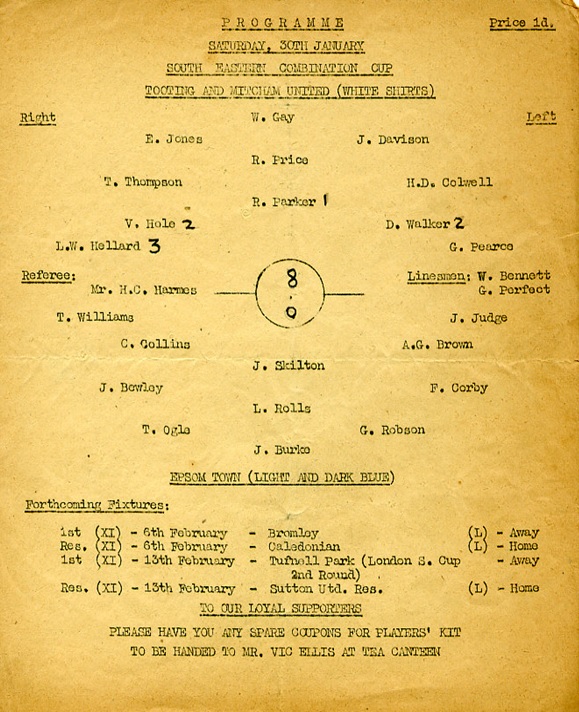 PROGRAMME Price 1d.
SATURDAY, 30TH JANUARY
SOUTH EASTERN COMBINATION CUP
TOOTING AND MITCHAM UNITED (WHITE SHIRTS)
Right W. Gay Left
E. Jones J. Davison
R. Price
T. Thompson H.D. Colwell
R. Parker 1
V. Hole 2 D. Walker 2
L.W. Hellard 3 G. Pearce
Referee: Linesmen: W. Bennett
Mr. H.C. Harmes G. Perfect
8
.
0
T. Williams J. Judge
C. Collins A.G. Brown
J. Skilton
J. Bowley F. Corby
L. Rolls
T. Ogle G. Robson
J. Burke
EPSOM TOWN (LIGHT AND DARK BLUE)
Forthcoming Fixtures:
1st (XI) - 6th February - Bromley (L) - Away
Res. (XI) - 6th February - Caledonian (L) - Home
1st (XI) - 13th February - Tufnell Park (London S. Cup - Away
2nd Round)
Res. (XI) - 13th February - Sutton Utd. Res. (L) - Home
TO OUR LOYAL SUPPORTERS
PLEASE HAVE YOU ANY SPARE COUPONS FOR PLAYERS' KIT
TO BE HANDED TO MR. VIC ELLIS AT TEA CANTEEN